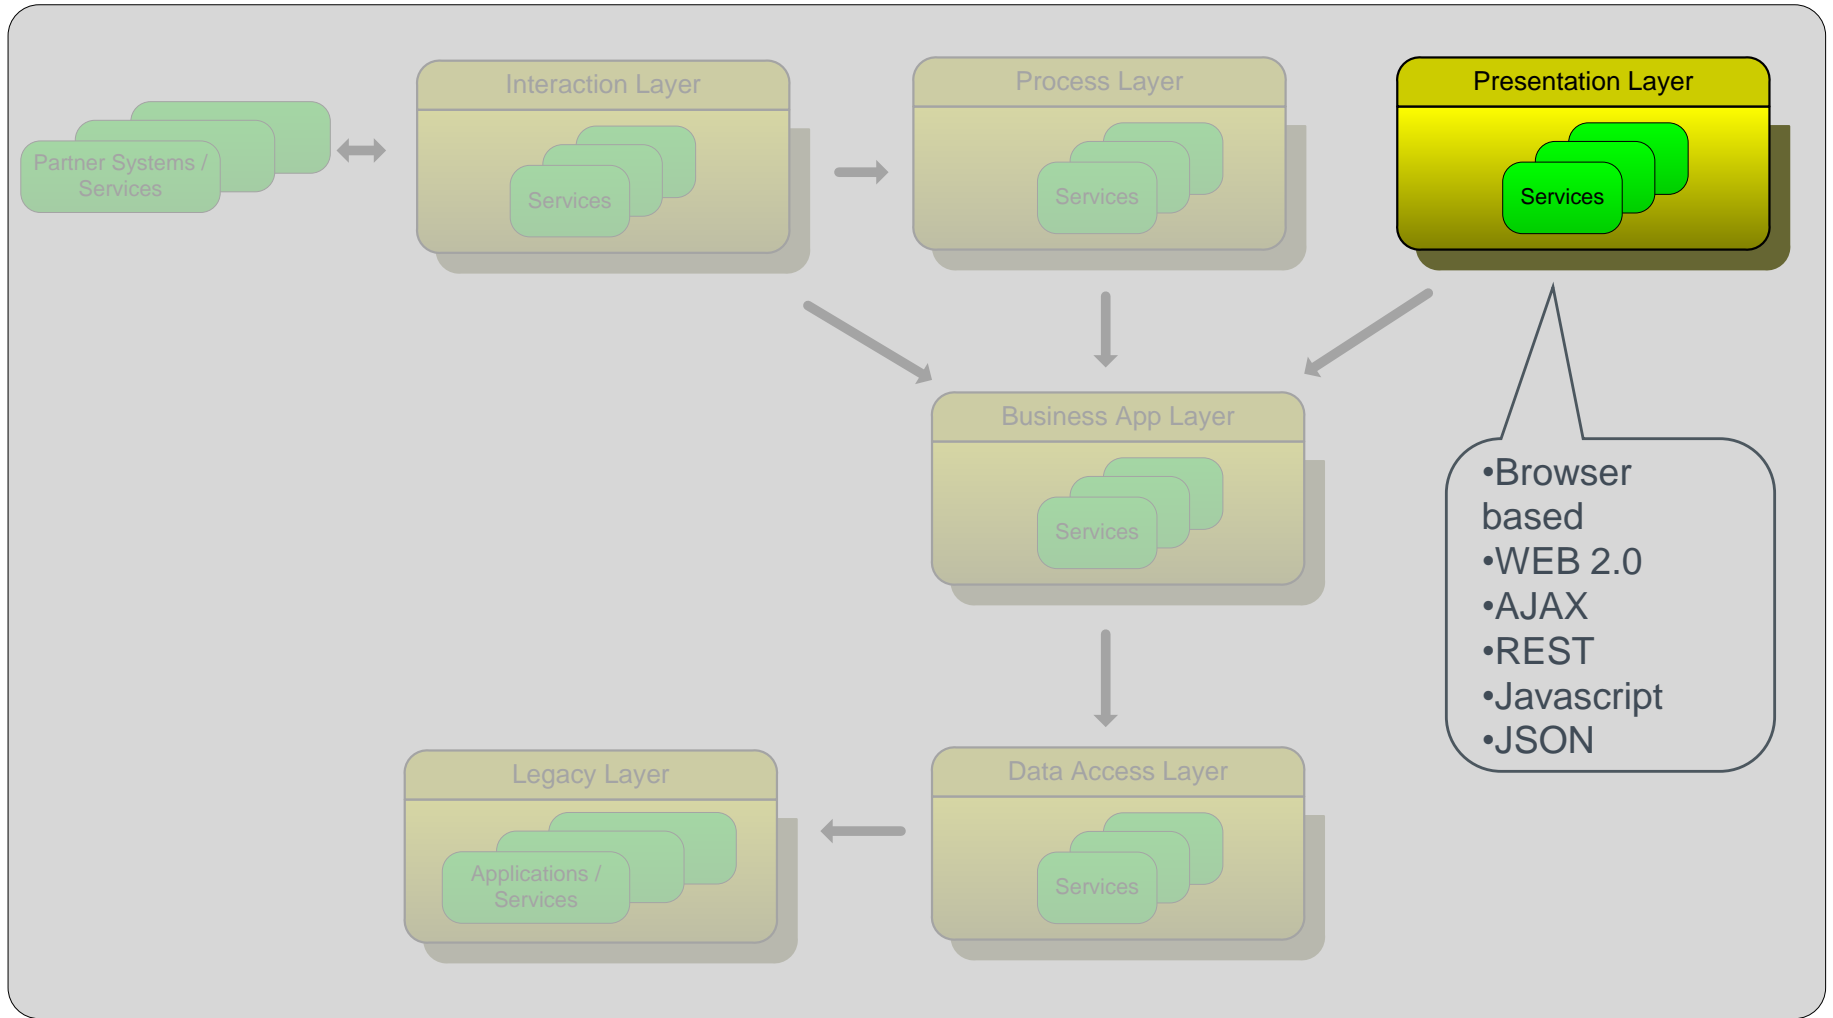 Interaction Layer
Process Layer
Presentation Layer
Partner Systems /
Services
Services
Services
Services
Business App Layer
Services
•Browser
based
•WEB 2.0
•AJAX
•REST
•Javascript
•JSON
Legacy Layer
Applications /
Services
Data Access Layer
Services